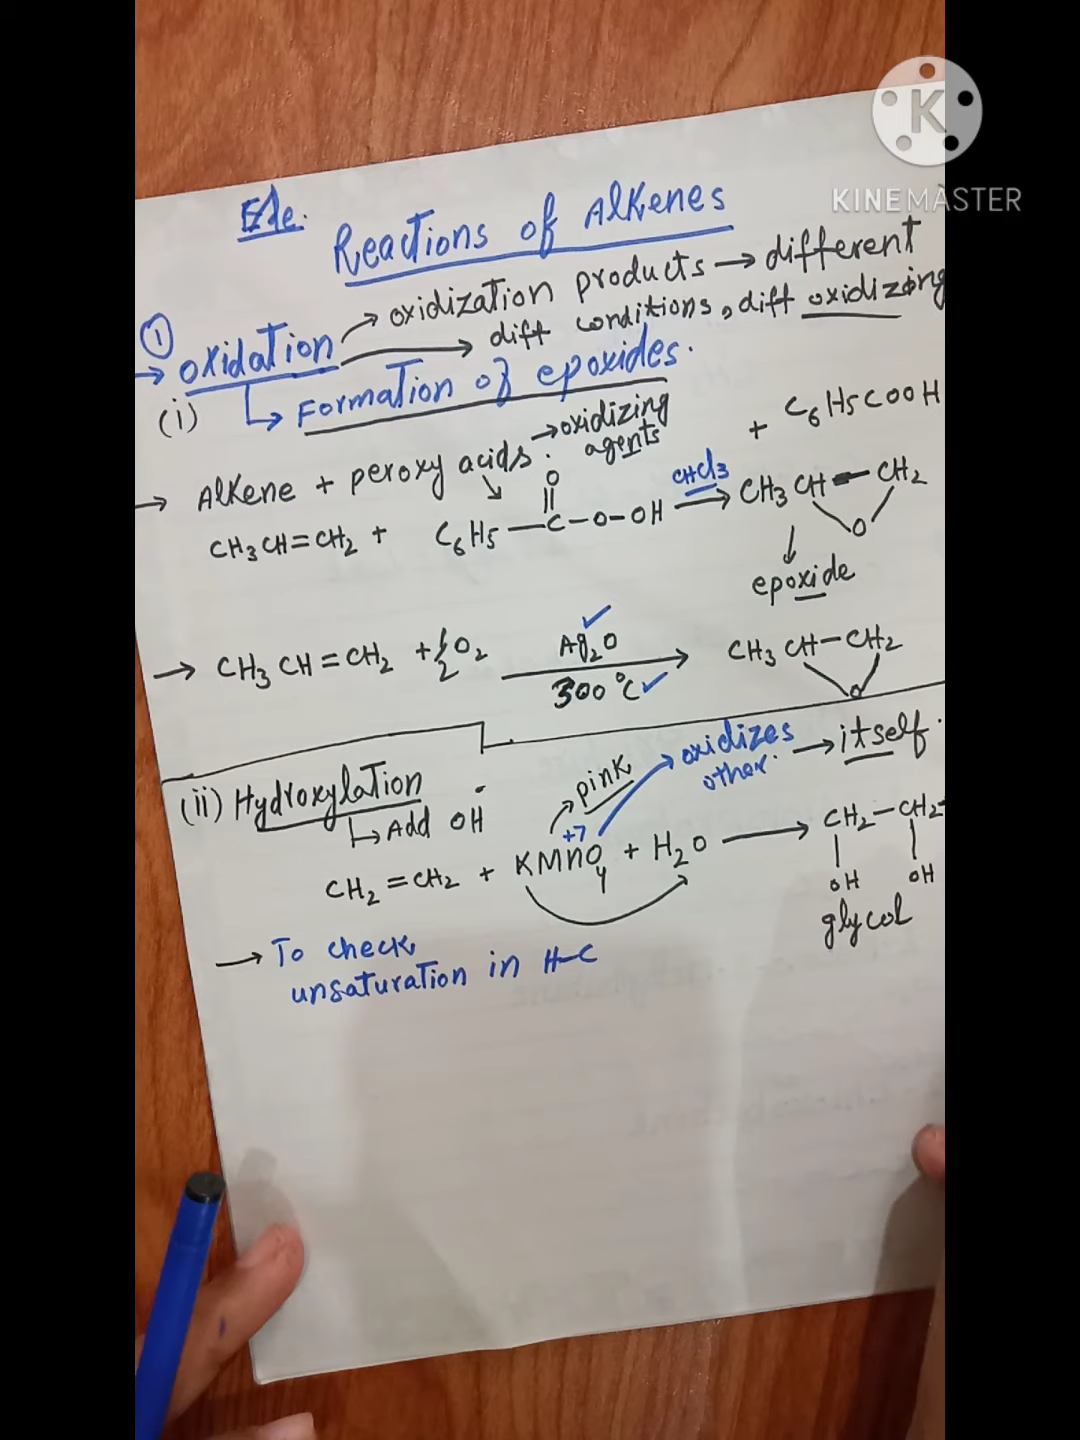 KINEMASTER
Reactions of Alkenes
① → oxidation → oxidization products → different
→ diff conditions, diff oxidizing
(i) ↳ Formation of epoxides.
→ Alkene + peroxy acids. → oxidizing agents
CH3CH=CH2 + C6H5-C(=O)-O-OH CHCl3 → CH3CH-CH2 + C6H5COOH
O
epoxide
→ CH3CH=CH2 + 1/2 O2 Ag2O 300°C → CH3CH-CH2
O
(ii) Hydroxylation
↳ Add OH
→ pink → oxidizes other. → itself.
+7
CH2=CH2 + KMnO4 + H2O → CH2-CH2
OH OH
glycol
→ To check
unsaturation in H-C